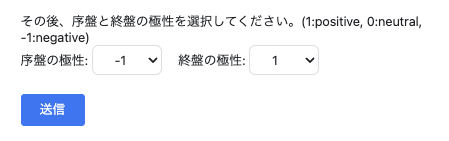 その後、序盤と終盤の極性を選択してください。(1:positive, 0:neutral,
-1:negative)
序盤の極性: -1 終盤の極性: 1
送信